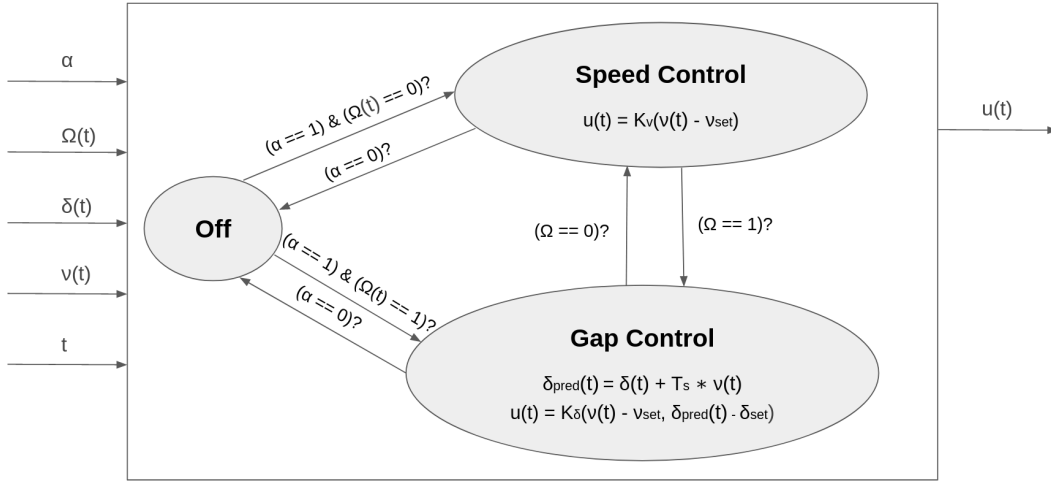 α
Ω(t)
δ(t)
ν(t)
t
(α == 1) & (Ω(t) == 0)?
(α == 0)?
Off
(α == 1) & (Ω(t) == 1)?
(α == 0)?
Speed Control
u(t) = Kv(ν(t) - νset)
(Ω == 0)?
(Ω == 1)?
Gap Control
δpred(t) = δ(t) + Ts ∗ ν(t)
u(t) = Kδ(ν(t) - νset, δpred(t) - δset)
u(t)